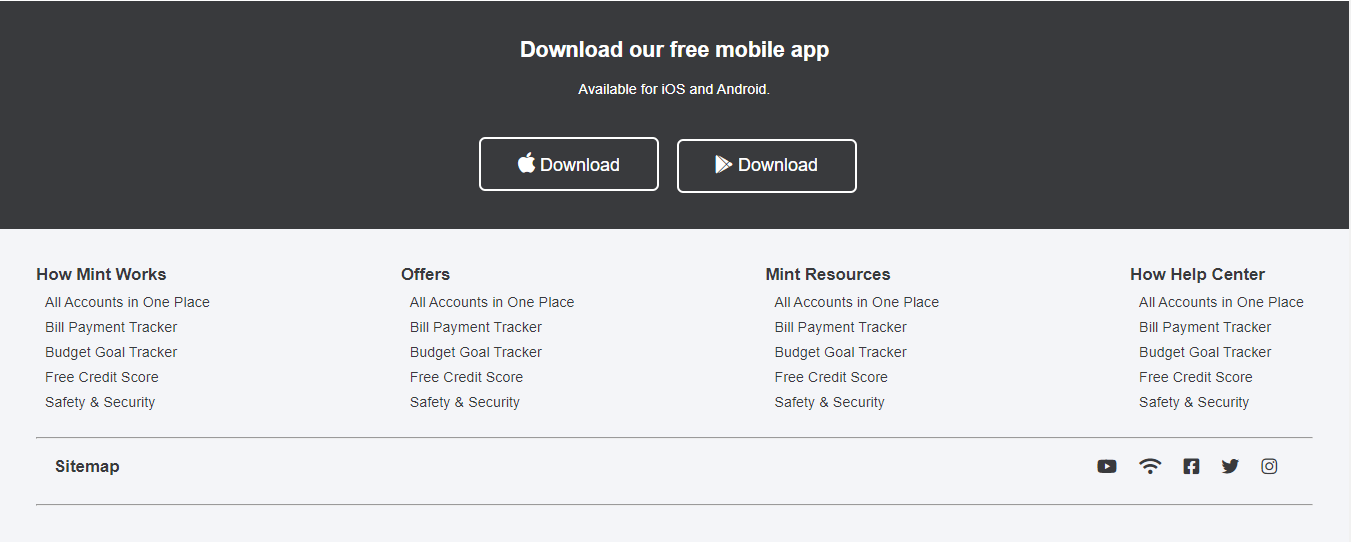 Download our free mobile app
Available for iOS and Android.
Download
Download
How Mint Works
All Accounts in One Place
Bill Payment Tracker
Budget Goal Tracker
Free Credit Score
Safety & Security
Offers
All Accounts in One Place
Bill Payment Tracker
Budget Goal Tracker
Free Credit Score
Safety & Security
Mint Resources
All Accounts in One Place
Bill Payment Tracker
Budget Goal Tracker
Free Credit Score
Safety & Security
How Help Center
All Accounts in One Place
Bill Payment Tracker
Budget Goal Tracker
Free Credit Score
Safety & Security
Sitemap